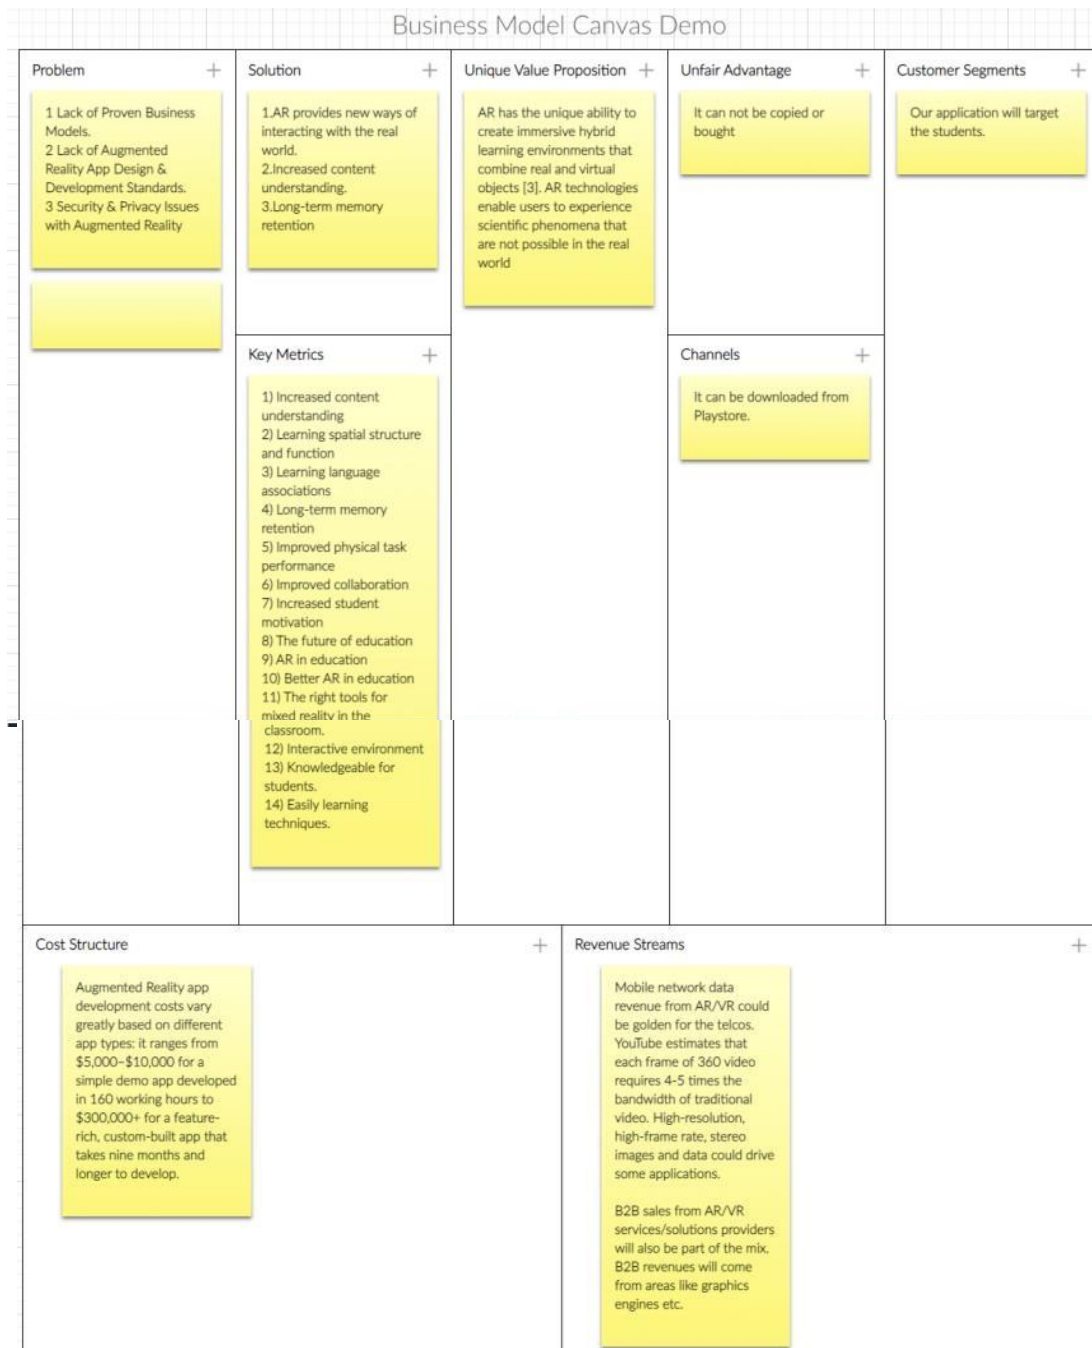 Business Model Canvas Demo
Problem
1 Lack of Proven Business
Models.
2 Lack of Augmented
Reality App Design &
Development Standards.
3 Security & Privacy Issues
with Augmented Reality
Solution
1.AR provides new ways of
interacting with the real
world.
2.Increased content
understanding.
3.Long-term memory
retention
Key Metrics
1) Increased content
understanding
2) Learning spatial structure
and function
3) Learning language
associations
4) Long-term memory
retention
5) Improved physical task
performance
6) Improved collaboration
7) Increased student
motivation
8) The future of education
9) AR in education
10) Better AR in education
11) The right tools for
mixed reality in the
classroom.
12) Interactive environment
13) Knowledgeable for
students.
14) Easily learning
techniques.
Unique Value Proposition
AR has the unique ability to
create immersive hybrid
learning environments that
combine real and virtual
objects [3]. AR technologies
enable users to experience
scientific phenomena that
are not possible in the real
world
Unfair Advantage
It can not be copied or
bought
Channels
It can be downloaded from
Playstore.
Customer Segments
Our application will target
the students.
Cost Structure
Augmented Reality app
development costs vary
greatly based on different
app types: it ranges from
$5,000–$10,000 for a
simple demo app developed
in 160 working hours to
$300,000+ for a feature-
rich, custom-built app that
takes nine months and
longer to develop.
Revenue Streams
Mobile network data
revenue from AR/VR could
be golden for the telcos.
YouTube estimates that
each frame of 360 video
requires 4-5 times the
bandwidth of traditional
video. High-resolution,
high-frame rate, stereo
images and data could drive
some applications.
B2B sales from AR/VR
services/solutions providers
will also be part of the mix.
B2B revenues will come
from areas like graphics
engines etc.